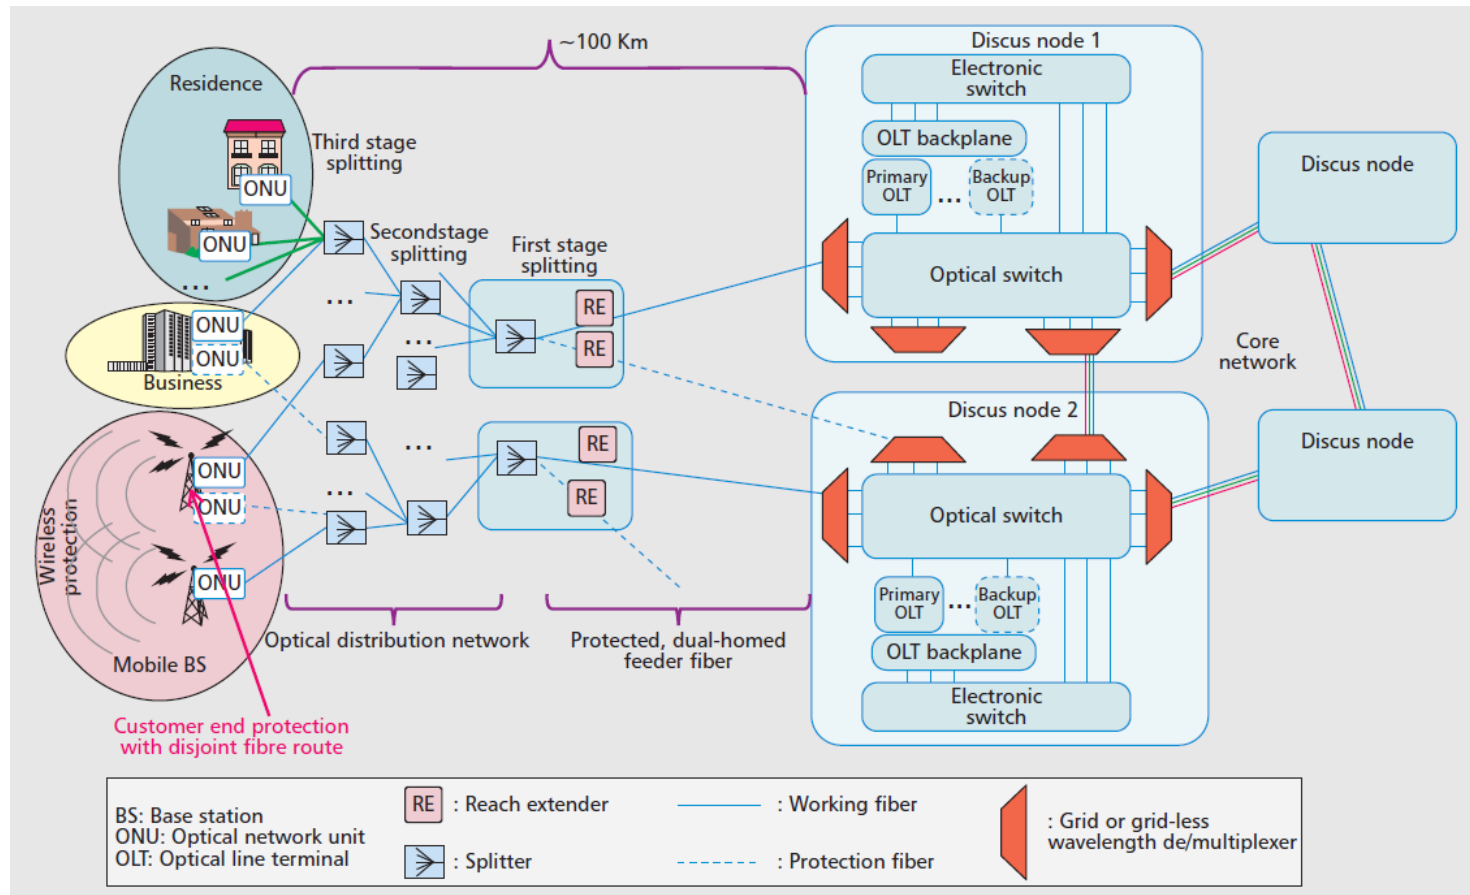 ~100 Km
Residence
Third stage
splitting
ONU
ONU
...
Secondstage
splitting
First stage
splitting
...
...
RE
RE
ONU
ONU
Business
...
...
RE
RE
Wireless
protection
ONU
ONU
ONU
Mobile BS
Optical distribution network
Protected, dual-homed
feeder fiber
Customer end protection
with disjoint fibre route
Discus node 1
Electronic
switch
OLT backplane
Primary
OLT
...
Backup
OLT
Optical switch
Discus node 2
Optical switch
Primary
OLT
...
Backup
OLT
OLT backplane
Electronic
switch
Discus node
Core
network
Discus node
BS: Base station
ONU: Optical network unit
OLT: Optical line terminal
RE : Reach extender
: Splitter
: Working fiber
: Protection fiber
: Grid or grid-less
wavelength de/multiplexer